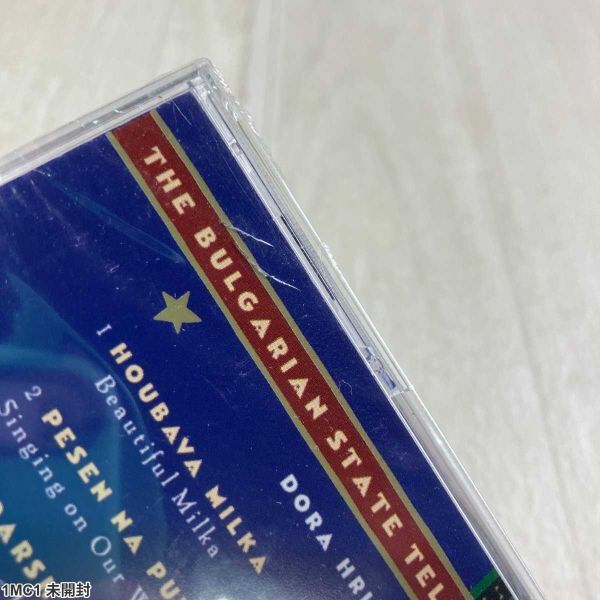 THE BULGARIAN STATE TEL
DORA HRI
1 HOUBAVA MILKA
Beautiful Milka
2 PESEN NA PU
Singing on Our W
DARS
1MC1 未開封